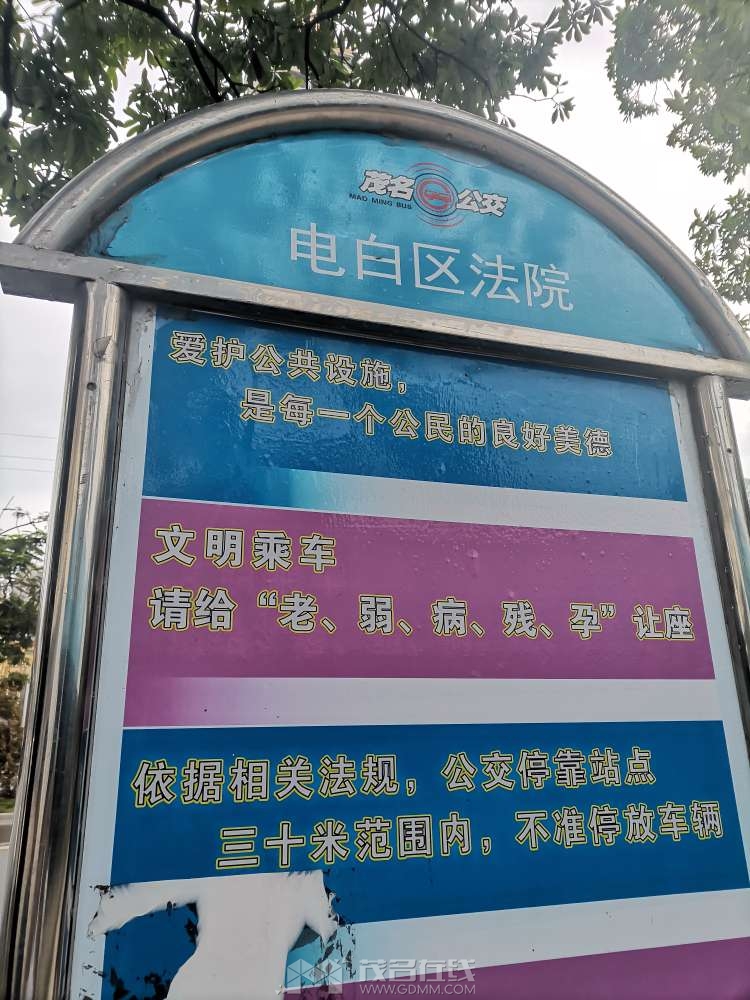 茂名公交
MAO MING BUS
电白区法院
爱护公共设施，
是每一个公民的良好美德
文明乘车
请给“老、弱、病、残、孕”让座
依据相关法规，公交停靠站点
三十米范围内，不准停放车辆
茂名在线
WWW.GDMM.COM